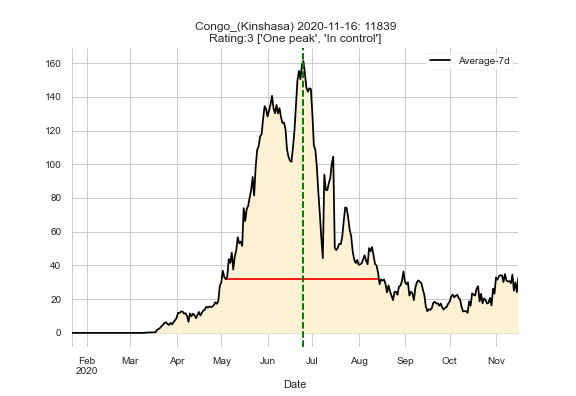 Congo_(Kinshasa) 2020-11-16: 11839
Rating:3 ['One peak', 'In control']
Average-7d
160
140
120
100
80
60
40
20
0
Feb Mar Apr May Jun Jul Aug Sep Oct Nov
2020
Date